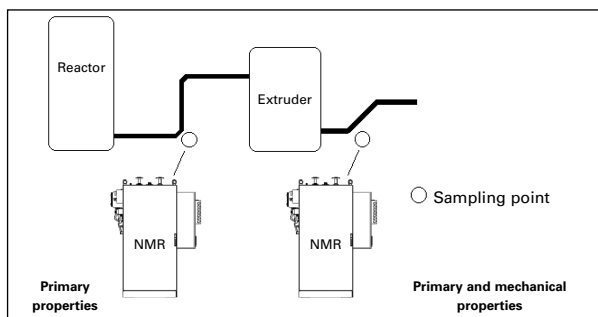 Reactor
Extruder
Sampling point
NMR
NMR
Primary
properties
Primary and mechanical
properties